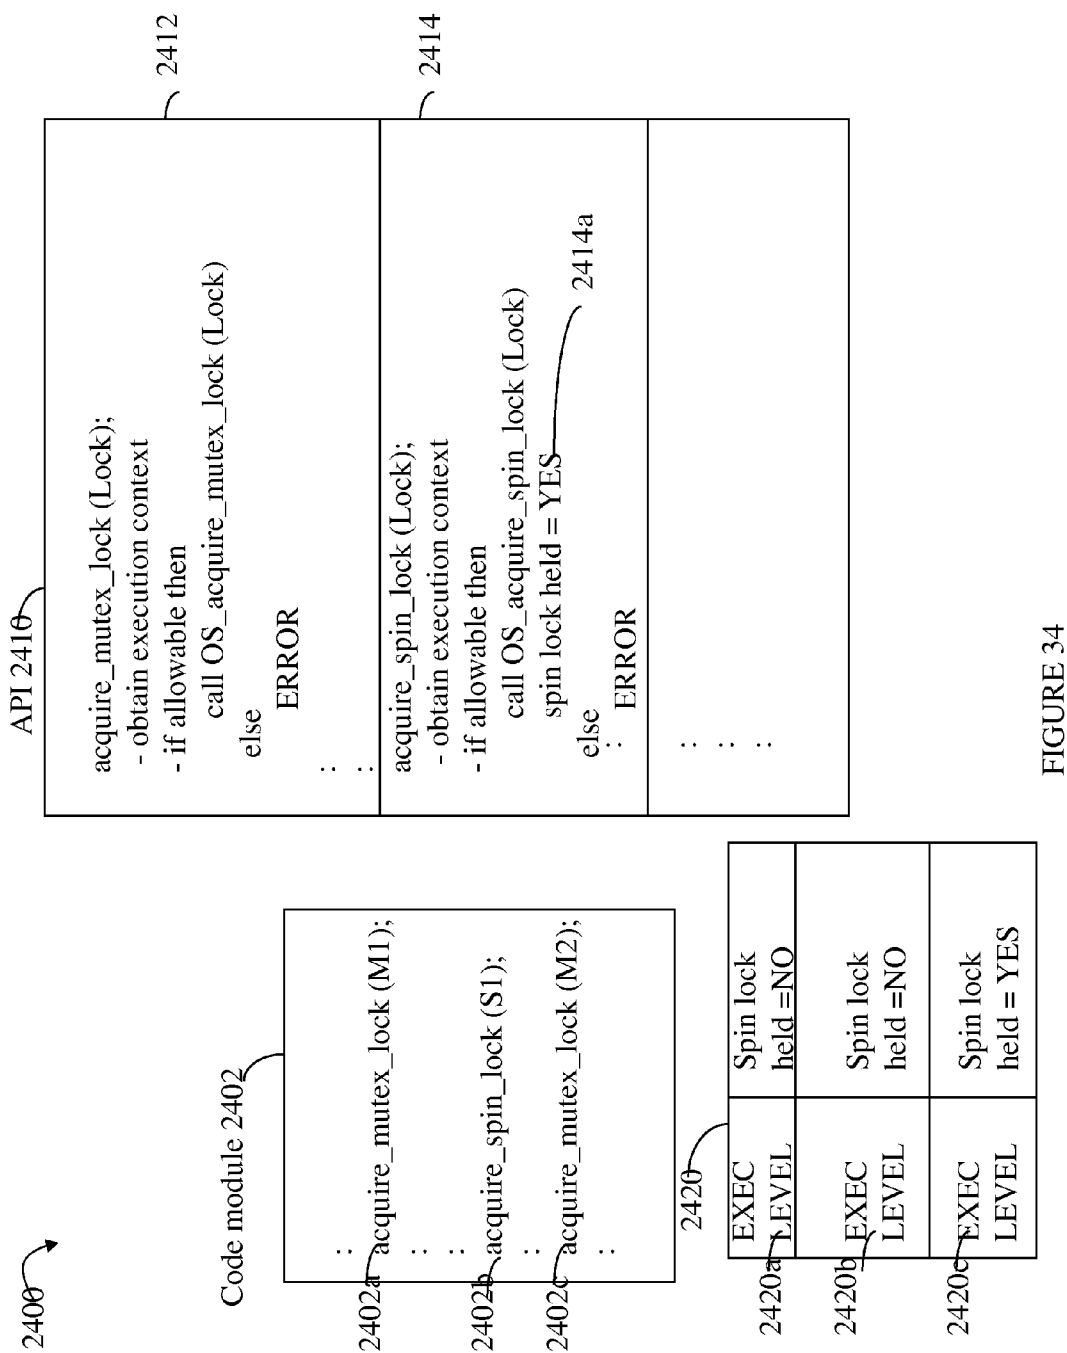 2400
Code module 2402
2402a
acquire_mutex_lock (M1);
2402b
acquire_spin_lock (S1);
2402c
acquire_mutex_lock (M2);
2420
2420a
EXEC
LEVEL
Spin lock
held =NO
2420b
EXEC
LEVEL
Spin lock
held =NO
2420c
EXEC
LEVEL
Spin lock
held = YES
API 2410
2412
acquire_mutex_lock (Lock);
- obtain execution context
- if allowable then
call OS_acquire_mutex_lock (Lock)
else
ERROR
2414
acquire_spin_lock (Lock);
- obtain execution context
- if allowable then
call OS_acquire_spin_lock (Lock)
spin lock held = YES
2414a
else
ERROR
FIGURE 34